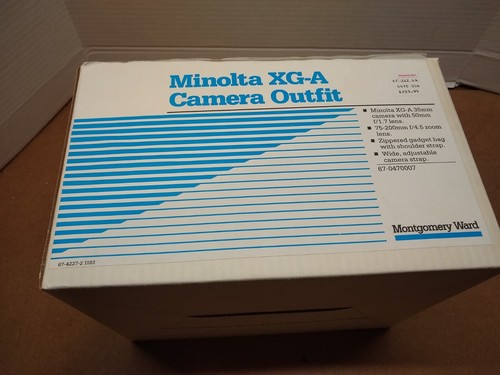 Minolta XG-A
Camera Outfit
■ Minolta XG-A 35mm
camera with 50mm
f/1.7 lens.
■ 75-200mm f/4.5 zoom
lens.
■ Zippered gadget bag
with shoulder strap.
■ Wide, adjustable
camera strap.
67-0470007
Montgomery Ward